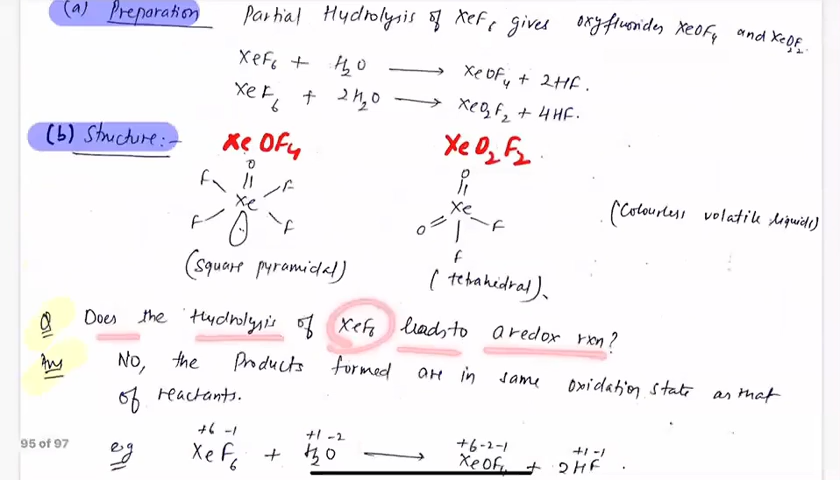 (a) Preparation Partial Hydrolysis of XeF6 gives oxyfluorides XeOF4 and XeO2F2
XeF6 + H2O ⟶ XeOF4 + 2HF.
XeF6 + 2H2O ⟶ XeO2F2 + 4HF.
(b) Structure:-
XeOF4 XeO2F2
O O
F || F ||
Xe Xe
F F O = F
F
(Colourless volatile liquids)
(square pyramidal) (tetrahedral).
Q Does the Hydrolysis of XeF6 leads to a redox rxn?
Ans NO, the Products formed are in same oxidation state as that
of reactants.
+6 -1 +1 -2 +6 -2 -1 +1 -1
eg XeF6 + H2O ⟶ XeOF4 + 2HF.
95 of 97